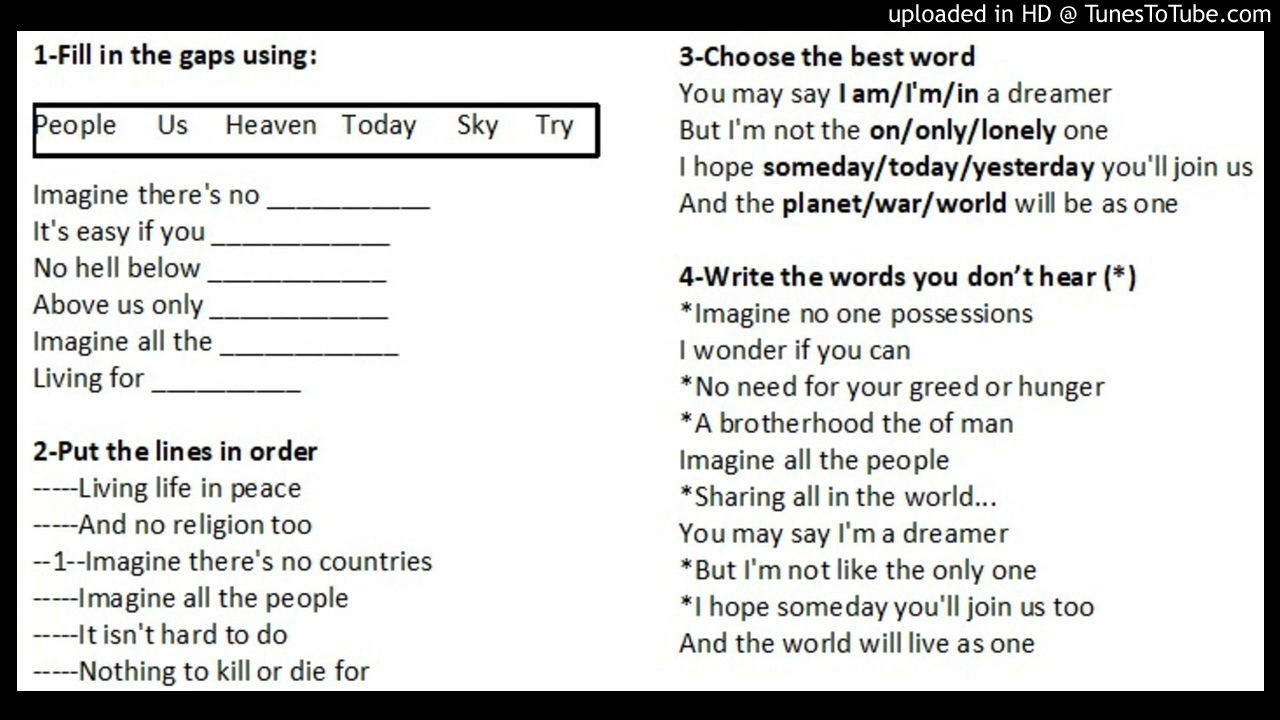 uploaded in HD @ TunesToTube.com
1-Fill in the gaps using:
People Us Heaven Today Sky Try
Imagine there's no ___________
It's easy if you ____________
No hell below ____________
Above us only ____________
Imagine all the ____________
Living for __________
2-Put the lines in order
-----Living life in peace
-----And no religion too
--1--Imagine there's no countries
-----Imagine all the people
-----It isn't hard to do
-----Nothing to kill or die for
3-Choose the best word
You may say I am/I'm/in a dreamer
But I'm not the on/only/lonely one
I hope someday/today/yesterday you'll join us
And the planet/war/world will be as one
4-Write the words you don’t hear (*)
*Imagine no one possessions
I wonder if you can
*No need for your greed or hunger
*A brotherhood the of man
Imagine all the people
*Sharing all in the world...
You may say I'm a dreamer
*But I'm not like the only one
*I hope someday you'll join us too
And the world will live as one